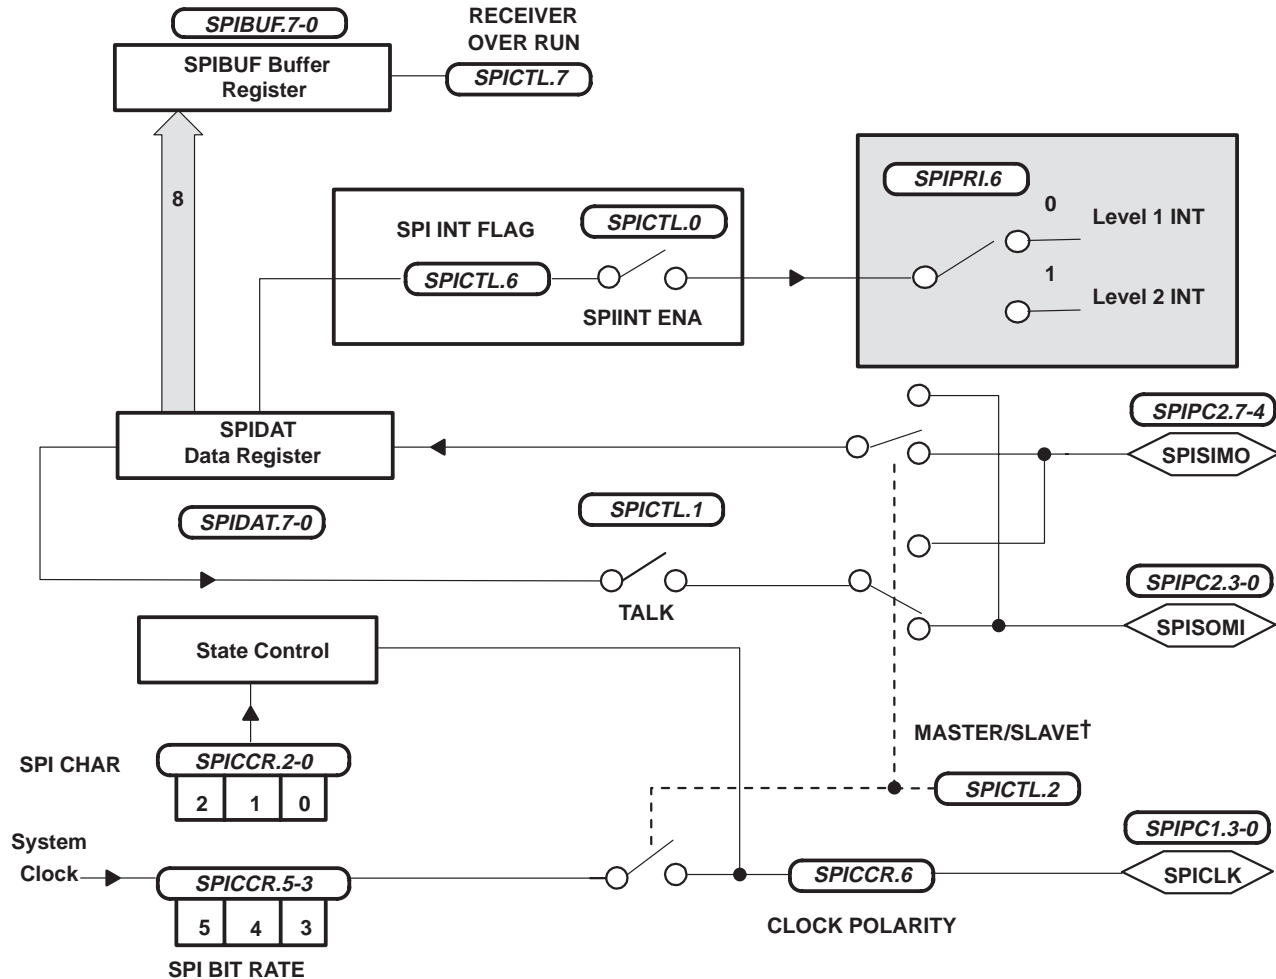 SPIBUF.7-0
RECEIVER
OVER RUN
SPIBUF Buffer
Register
SPICTL.7
8
SPIPRI.6
0
Level 1 INT
1
Level 2 INT
SPI INT FLAG
SPICTL.0
SPICTL.6
SPIINT ENA
SPIDAT
Data Register
SPIPC2.7-4
SPISIMO
SPIDAT.7-0
SPICTL.1
TALK
SPIPC2.3-0
SPISOMI
State Control
MASTER/SLAVE†
SPI CHAR
SPICCR.2-0
2 1 0
SPICTL.2
System
Clock
SPICCR.5-3
5 4 3
SPI BIT RATE
SPICCR.6
CLOCK POLARITY
SPIPC1.3-0
SPICLK